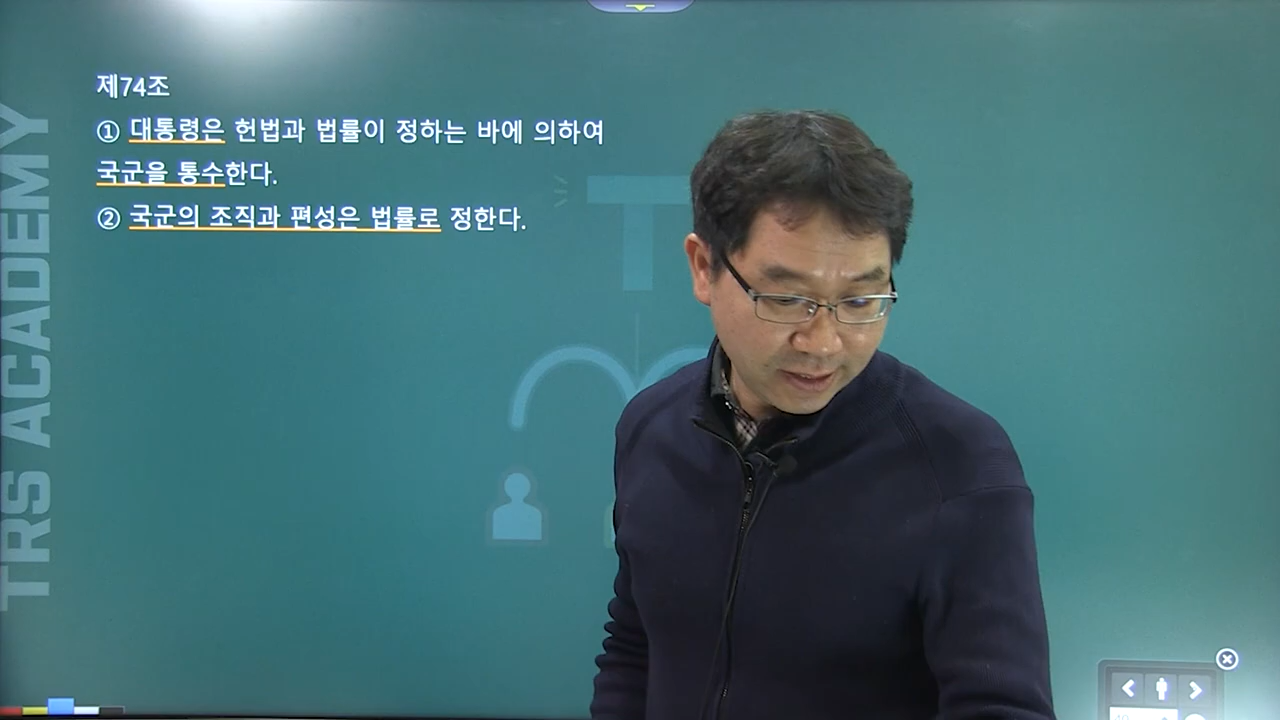 제74조
① 대통령은 헌법과 법률이 정하는 바에 의하여
국군을 통수한다.
② 국군의 조직과 편성은 법률로 정한다.
TRS ACADEMY
T